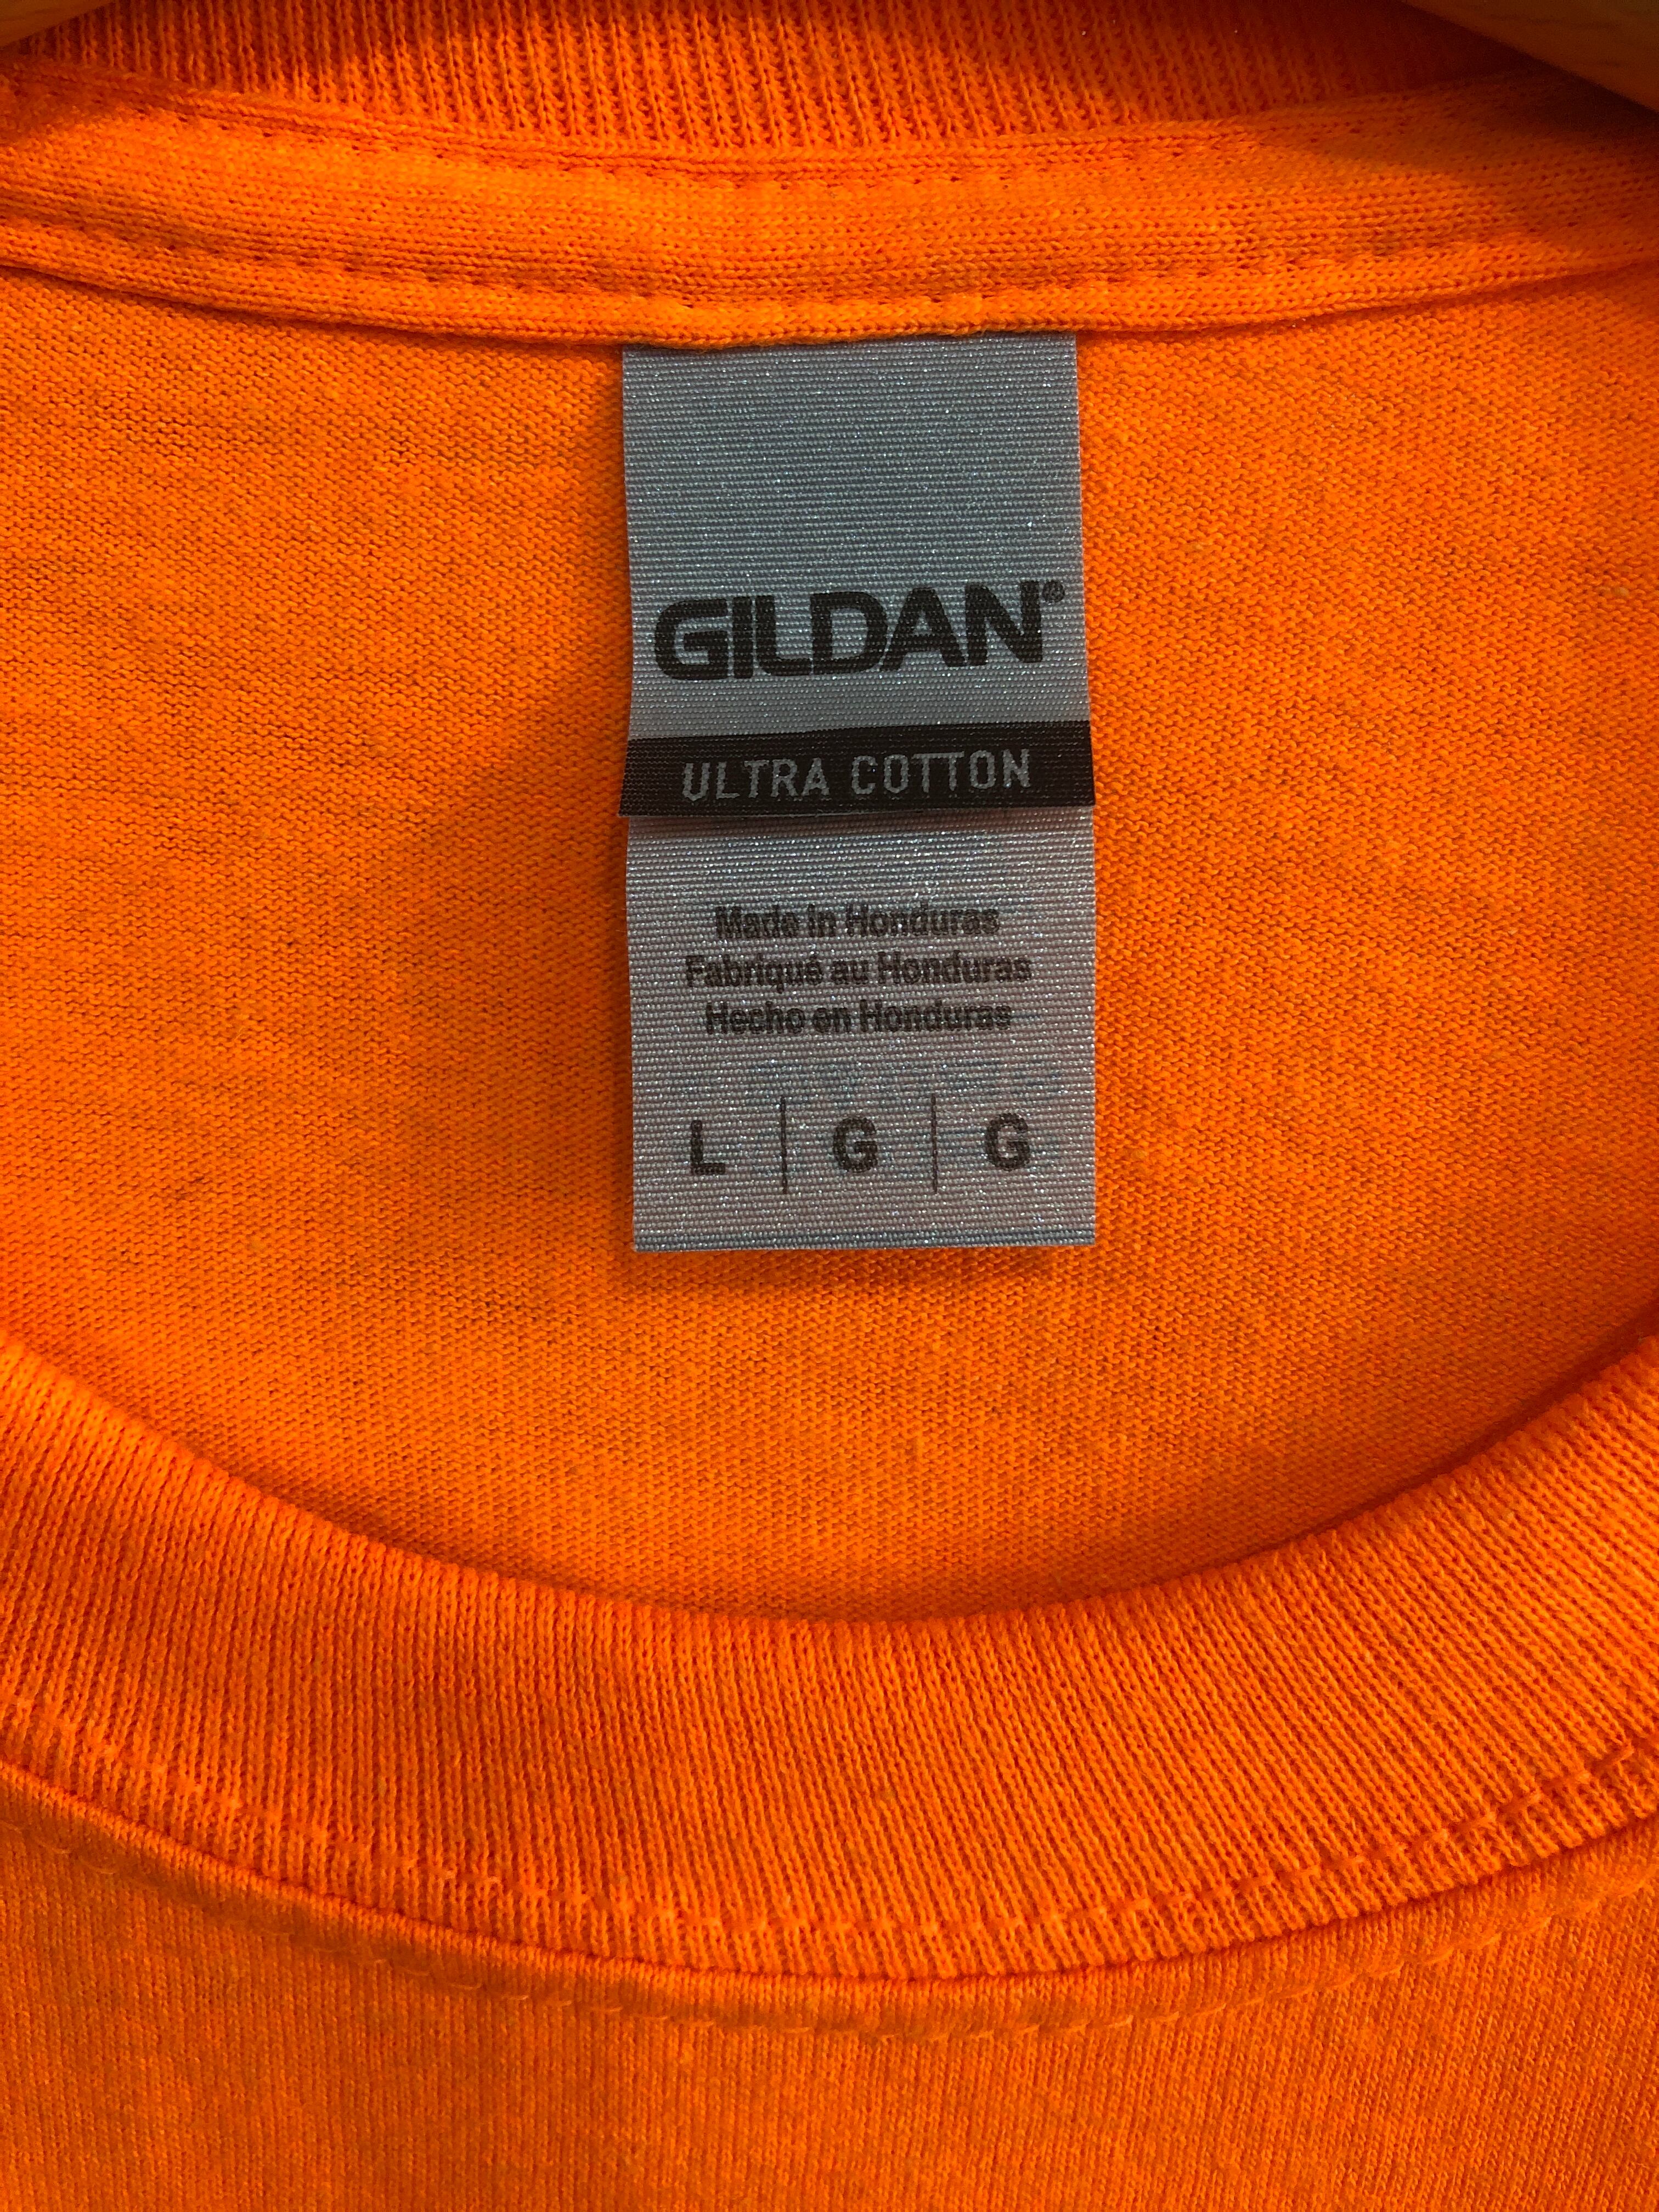 GILDAN®
ULTRA COTTON
Made in Honduras
Fabriqué au Honduras
Hecho en Honduras
L | G | G